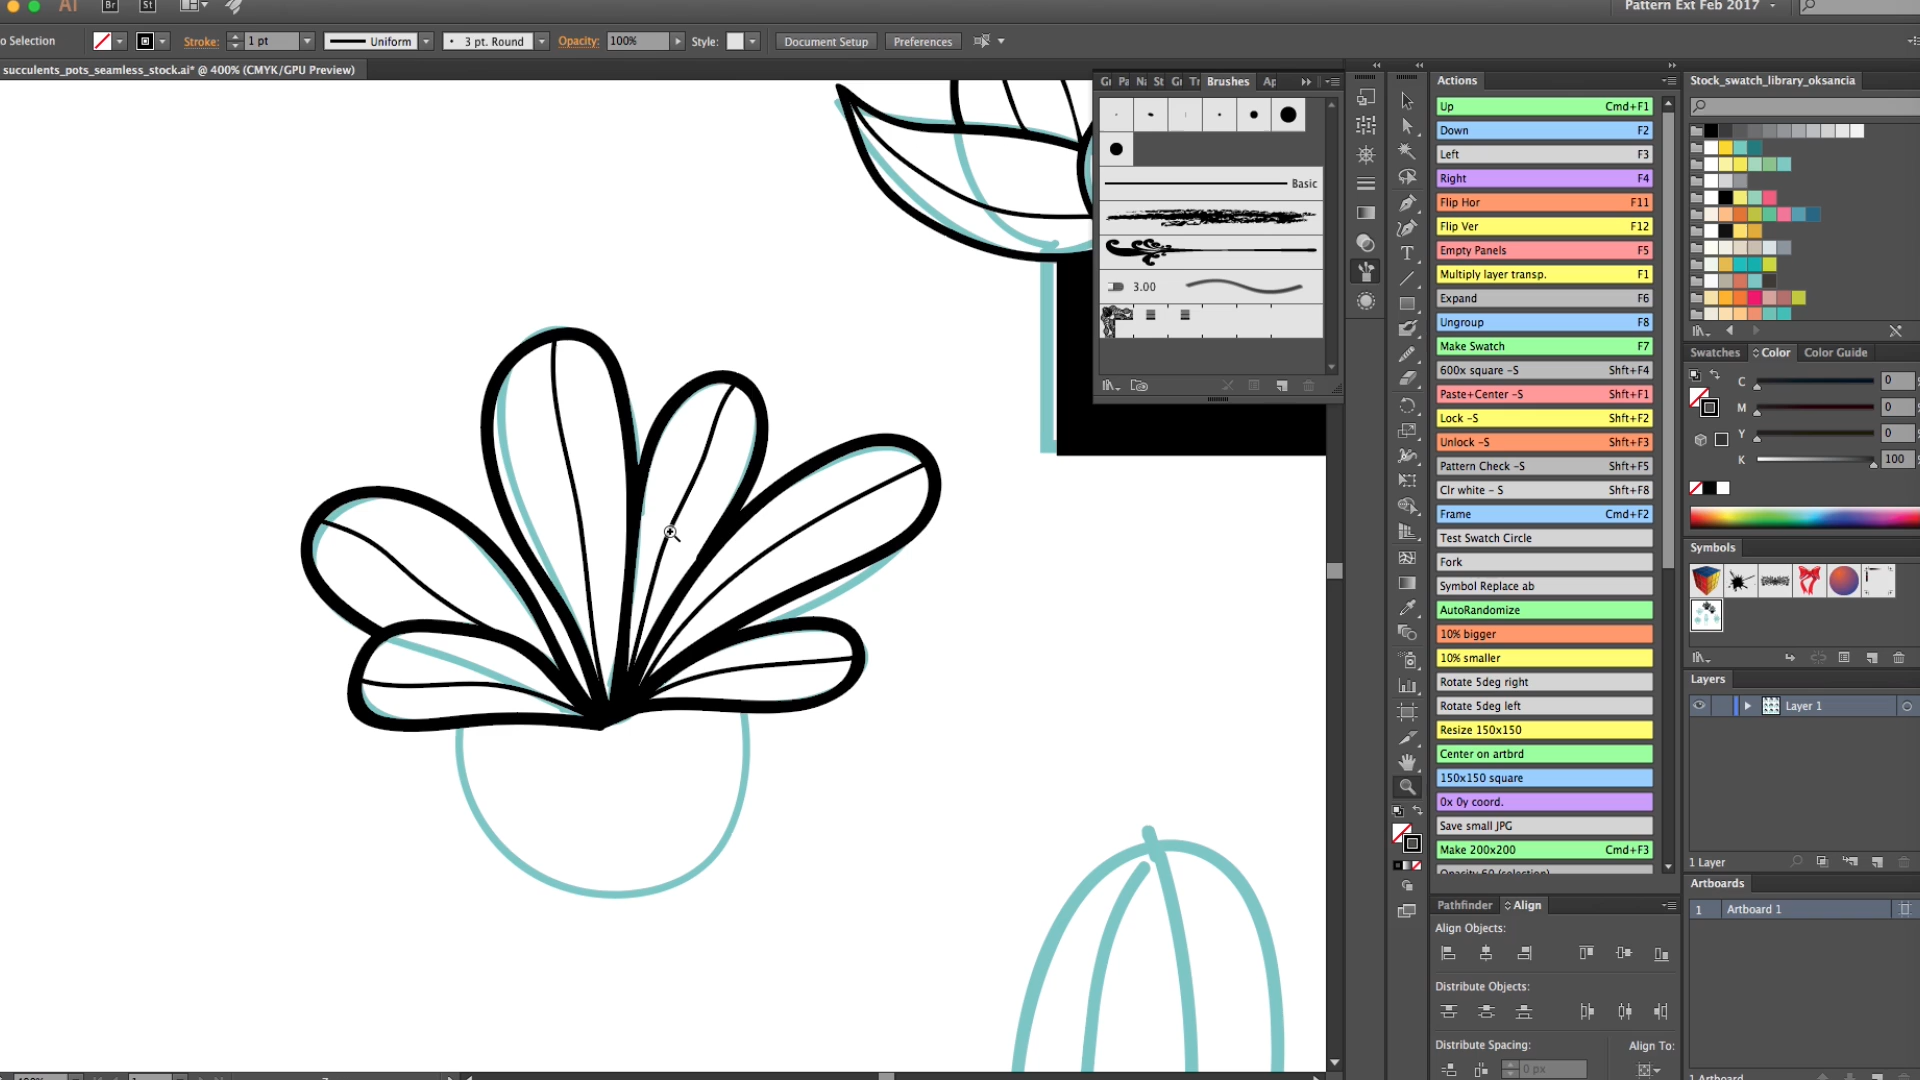 Ai
Br
St
Pattern Ext Feb 2017
o Selection
Stroke:
1 pt
Uniform
3 pt. Round
Opacity:
100%
Style:
Document Setup
Preferences
succulents_pots_seamless_stock.ai* @ 400% (CMYK/GPU Preview)
Brushes
Basic
3.00
Actions
Up Cmd+F1
Down F2
Left F3
Right F4
Flip Hor F11
Flip Ver F12
Empty Panels F5
Multiply layer transp. F1
Expand F6
Ungroup F8
Make Swatch F7
600x square -S Shft+F4
Paste+Center -S Shft+F1
Lock -S Shft+F2
Unlock -S Shft+F3
Pattern Check -S Shft+F5
Clr white - S Shft+F8
Frame Cmd+F2
Test Swatch Circle
Fork
Symbol Replace ab
AutoRandomize
10% bigger
10% smaller
Rotate 5deg right
Rotate 5deg left
Resize 150x150
Center on artbrd
150x150 square
0x 0y coord.
Save small JPG
Make 200x200 Cmd+F3
Opacity 60 (selection)
Pathfinder
Align
Align Objects:
Distribute Objects:
Distribute Spacing:
Align To:
0 px
Stock_swatch_library_oksancia
Swatches
Color
Color Guide
C 0
M 0
Y 0
K 100
Symbols
Layers
Layer 1
1 Layer
Artboards
1 Artboard 1
1 Artboard